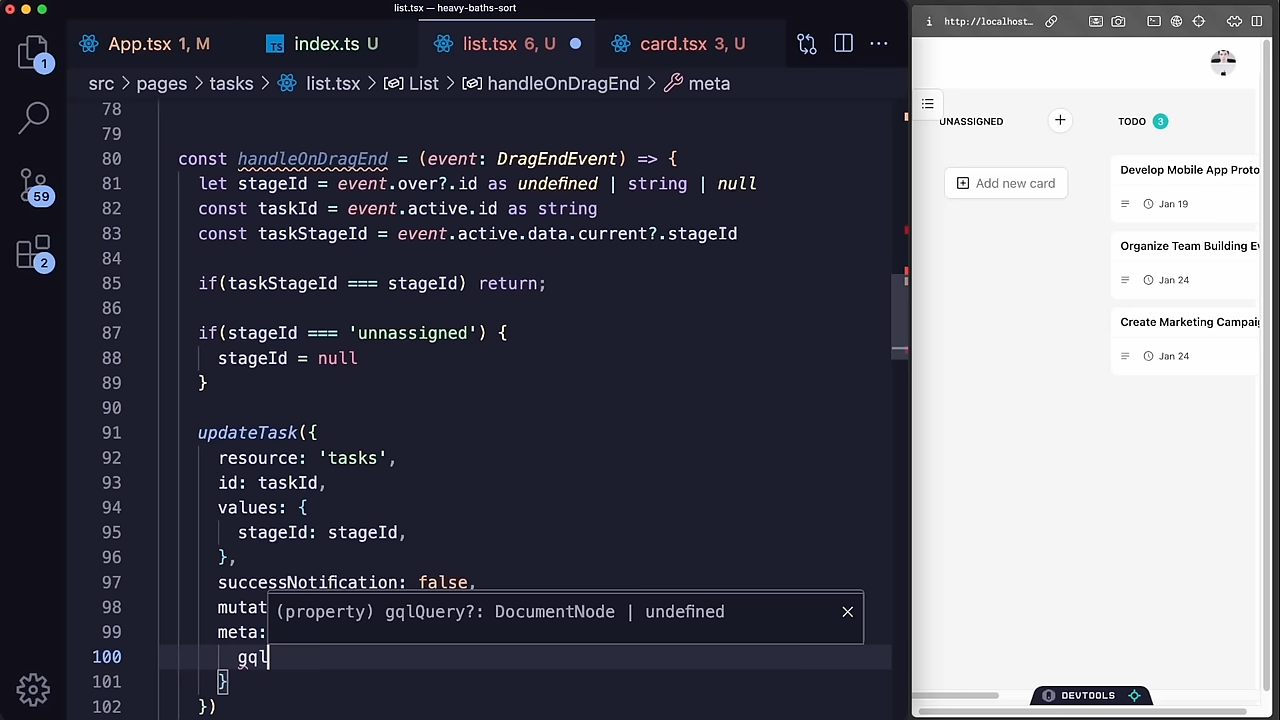 list.tsx — heavy-baths-sort
App.tsx 1, M
index.ts U
list.tsx 6, U
card.tsx 3, U
src > pages > tasks > list.tsx > List > handleOnDragEnd > meta
78
79
80 const handleOnDragEnd = (event: DragEndEvent) => {
81 let stageId = event.over?.id as undefined | string | null
82 const taskId = event.active.id as string
83 const taskStageId = event.active.data.current?.stageId
84
85 if(taskStageId === stageId) return;
86
87 if(stageId === 'unnassigned') {
88 stageId = null
89 }
90
91 updateTask({
92 resource: 'tasks',
93 id: taskId,
94 values: {
95 stageId: stageId,
96 },
97 successNotification: false,
98 mutat
99 meta:
(property) gqlQuery?: DocumentNode | undefined
100 gql
101 }
102 })
1
59
2
http://localhost…
UNASSIGNED
TODO 3
Add new card
Develop Mobile App Proto
Jan 19
Organize Team Building Ev
Jan 24
Create Marketing Campaig
Jan 24
DEVTOOLS